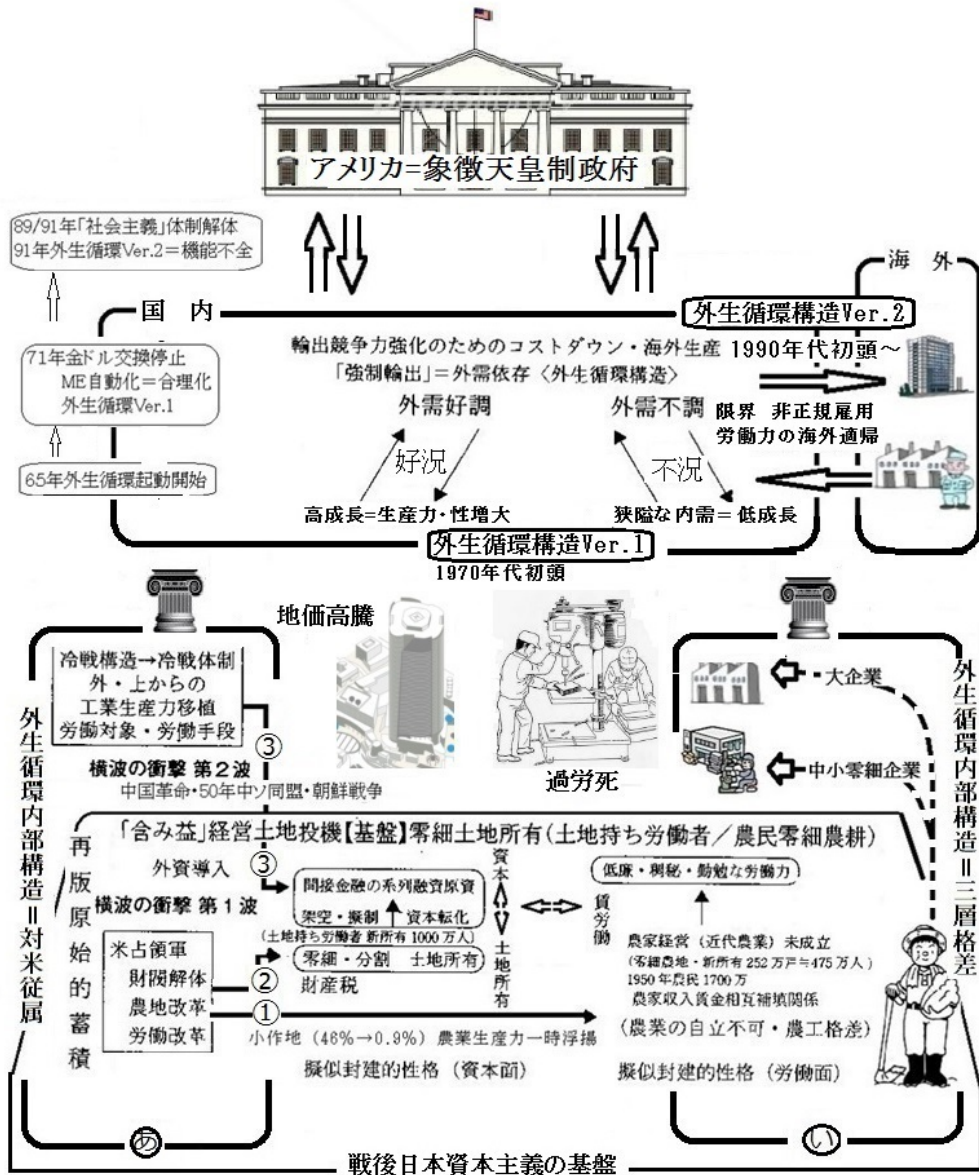 アメリカ=象徴天皇制政府
89/91年「社会主義」体制解体
91年外生循環Ver.2=機能不全
海 外
国 内
外生循環構造Ver.2
71年金ドル交換停止
ME自動化=合理化
外生循環Ver.1
輸出競争力強化のためのコストダウン・海外生産
1990年代初頭~
「強制輸出」=外需依存〈外生循環構造〉
外需好調
外需不調
限界 非正規雇用
労働力の海外適帰
好況
不況
65年外生循環起動開始
高成長=生産力・性増大
狭隘な内需=低成長
外生循環構造Ver.1
1970年代初頭
地価高騰
冷戦構造→冷戦体制
外・上からの
工業生産力移植
労働対象・労働手段
③
大企業
横波の衝撃 第2波
中国革命・50年中ソ同盟・朝鮮戦争
過労死
中小零細企業
外生循環内部構造=対米従属
外生循環内部構造=三層格差
「含み益」経営土地投機【基盤】零細土地所有(土地持ち労働者/農民零細農耕)
再版原始的蓄積
外資導入
③
間接金融の系列融資原資
架空・擬制 資本転化
(土地持ち労働者 新所有 1000 万人)
零細・分割 土地所有
資本
土地所有
賃労働
低廉・稠秘・勤勉な労働力
横波の衝撃 第1波
米占領軍
財閥解体
農地改革
労働改革
②
財産税
①
農家経営(近代農業)未成立
(零細農地・新所有 252 万戸≒475 万人)
1950年農民 1700万
農家収入賃金相互補填関係
(農業の自立不可・農工格差)
小作地(46%→0.9%)農業生産力一時浮揚
擬似封建的性格(資本面)
擬似封建的性格(労働面)
あ
い
戦後日本資本主義の基盤